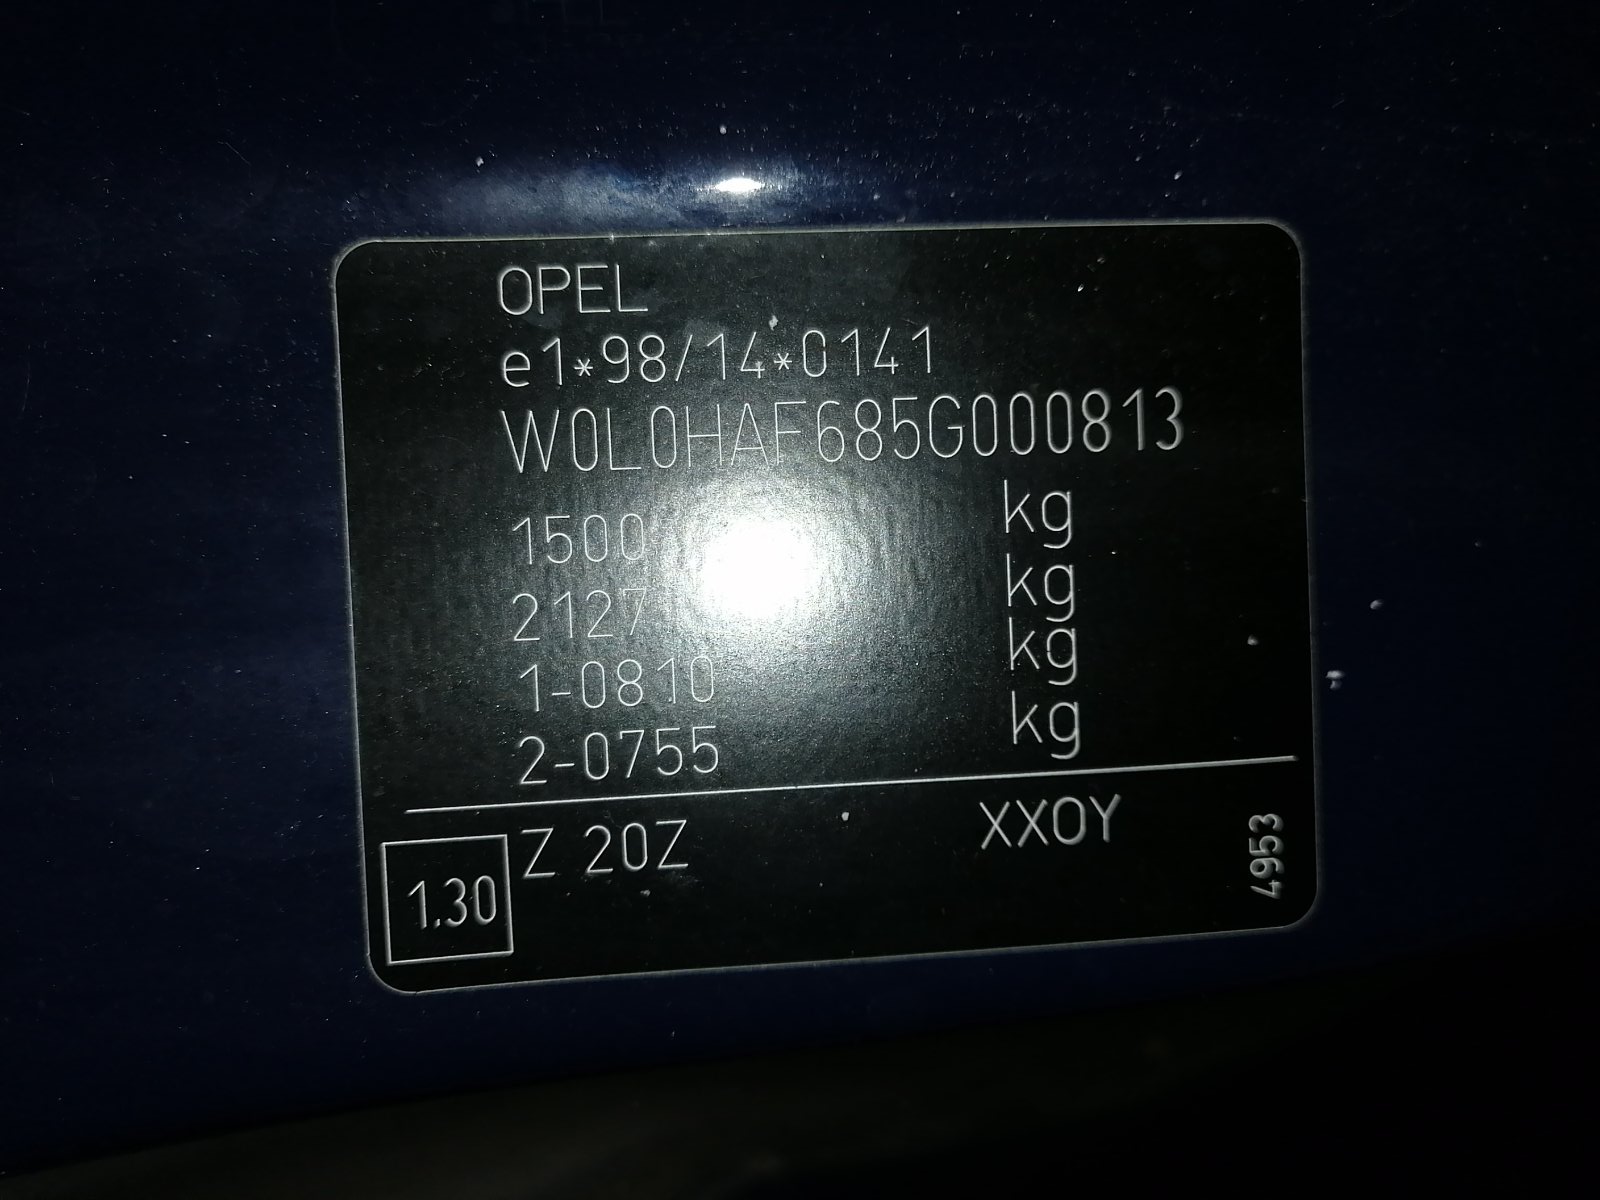 OPEL
e1*98/14*0141
W0L0HAF685G000813
1500 kg
2127 kg
1-0810 kg
2-0755 kg
Z 20Z XX0Y
1.30
4953